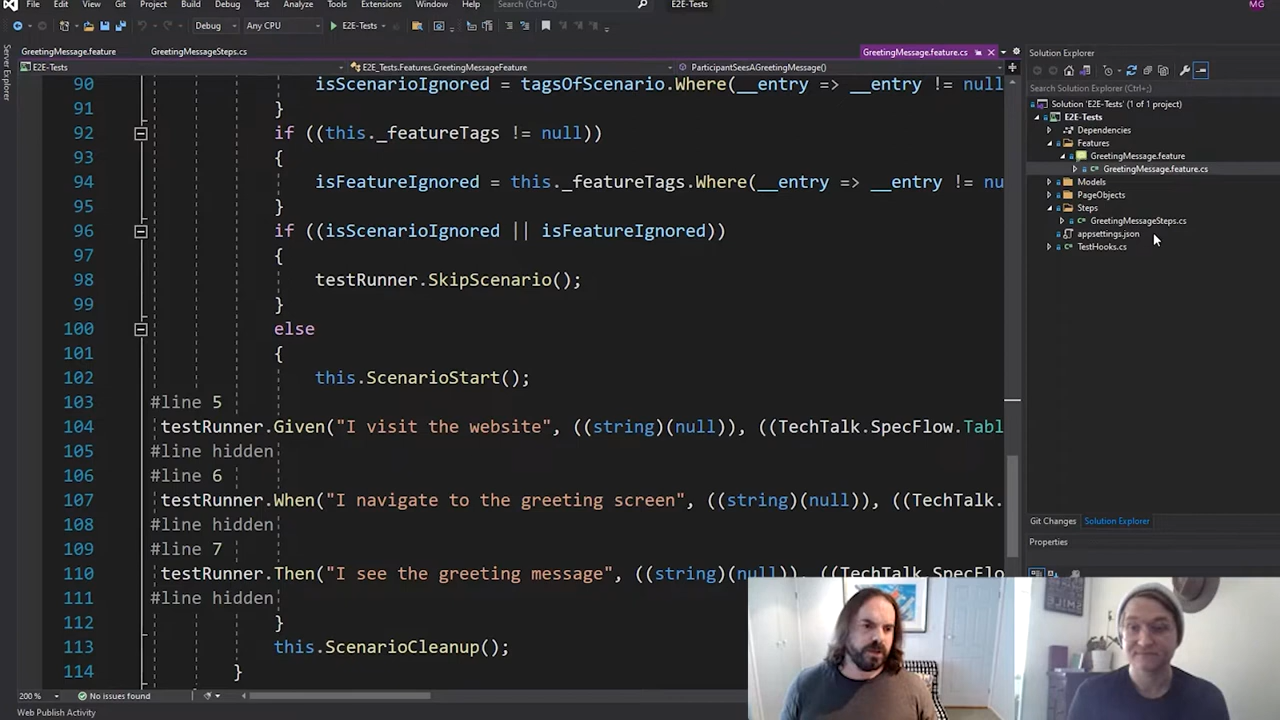 File Edit View Git Project Build Debug Test Analyze Tools Extensions Window Help Search (Ctrl+Q) E2E-Tests MG
Debug Any CPU E2E-Tests
GreetingMessage.feature GreetingMessageSteps.cs GreetingMessage.feature.cs
E2E-Tests E2E_Tests.Features.GreetingMessageFeature ParticipantSeesAGreetingMessage()
Server Explorer
90 isScenarioIgnored = tagsOfScenario.Where(__entry => __entry != null
91 }
92 if ((this._featureTags != null))
93 {
94 isFeatureIgnored = this._featureTags.Where(__entry => __entry != nu
95 }
96 if ((isScenarioIgnored || isFeatureIgnored))
97 {
98 testRunner.SkipScenario();
99 }
100 else
101 {
102 this.ScenarioStart();
103 #line 5
104 testRunner.Given("I visit the website", ((string)(null)), ((TechTalk.SpecFlow.Tabl
105 #line hidden
106 #line 6
107 testRunner.When("I navigate to the greeting screen", ((string)(null)), ((TechTalk.
108 #line hidden
109 #line 7
110 testRunner.Then("I see the greeting message", ((string)(null)), ((TechTalk.SpecFlo
111 #line hidden
112 }
113 this.ScenarioCleanup();
114 }
200 % No issues found
Web Publish Activity
Solution Explorer
Search Solution Explorer (Ctrl+;)
Solution 'E2E-Tests' (1 of 1 project)
E2E-Tests
Dependencies
Features
GreetingMessage.feature
GreetingMessage.feature.cs
Models
PageObjects
Steps
GreetingMessageSteps.cs
appsettings.json
TestHooks.cs
Git Changes Solution Explorer
Properties